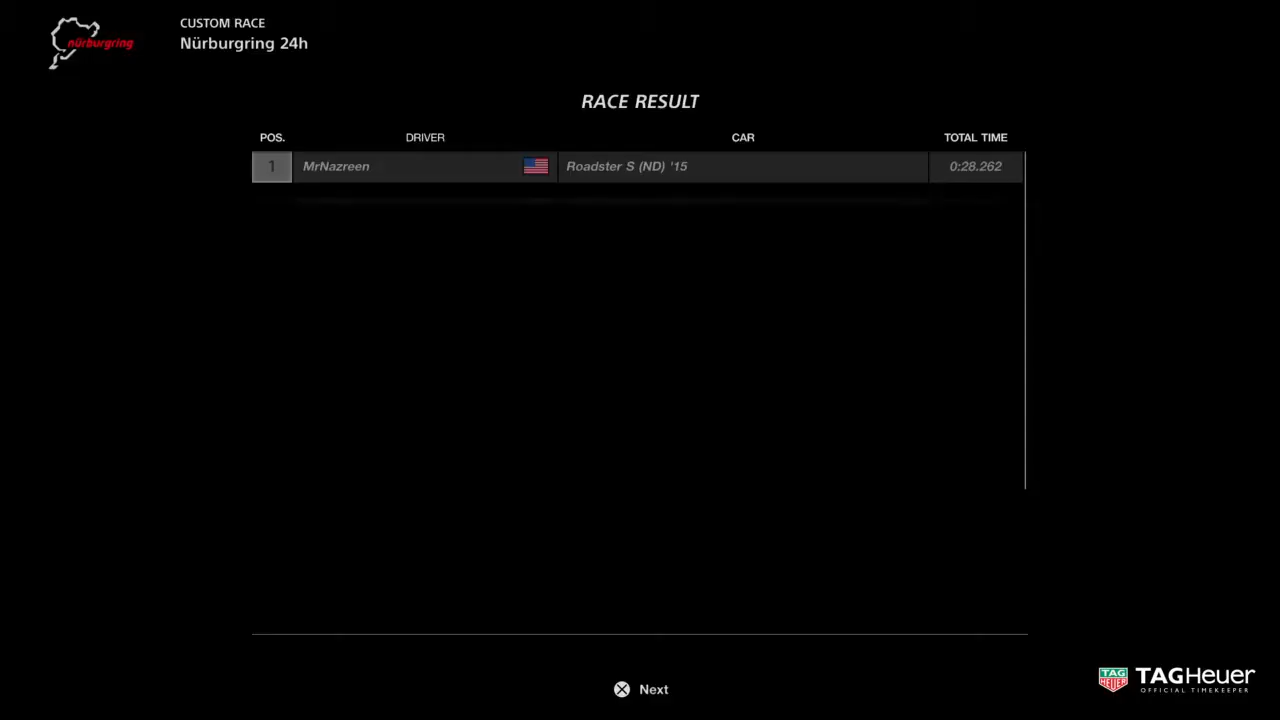 nürburgring
CUSTOM RACE
Nürburgring 24h
RACE RESULT
POS. DRIVER CAR TOTAL TIME
1 MrNazreen Roadster S (ND) '15 0:28.262
Next
TAG HEUER TAGHeuer
OFFICIAL TIMEKEEPER